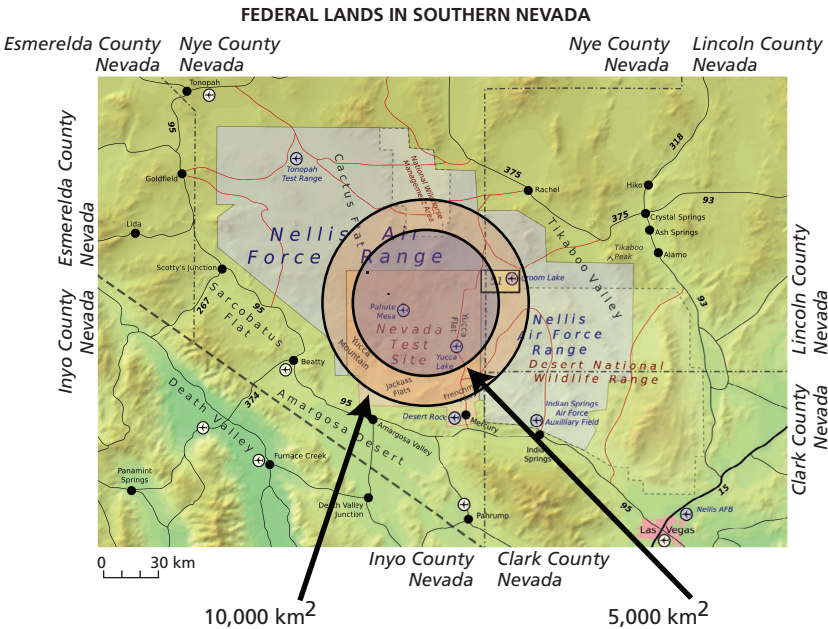 FEDERAL LANDS IN SOUTHERN NEVADA
Esmerelda County
Nevada
Nye County
Nevada
Nye County
Nevada
Lincoln County
Nevada
Esmerelda County
Nevada
Inyo County
Nevada
Lincoln County
Nevada
Clark County
Nevada
Tonopah
95
Tonopah
Test Range
Cactus Flat
National Wild Horse
Management Area
375
Rachel
318
Hiko
93
375
Crystal Springs
Ash Springs
Goldfield
Lida
Nellis Air
Force Range
Tikaboo Valley
Tikaboo
Peak
Alamo
Scotty's Junction
51
Groom Lake
267
95
Sarcobatus
Flat
93
Pahute
Mesa
Yucca
Flat
Nevada
Test
Site
Yucca
Lake
Nellis
Air Force
Range
Yucca
Mountain
Desert National
Wildlife Range
Beatty
Jackass
Flats
Frenchm
374
95
Death Valley
Amargosa Desert
Desert Rock
Mercury
Indian Springs
Air Force
Auxilliary Field
Amargosa Valley
India
Springs
Furnace Creek
Panamint
Springs
Death Valley
Junction
Pahrump
95
15
Nellis AFB
Las Vegas
0
30 km
Inyo County
Nevada
Clark County
Nevada
10,000 km2
5,000 km2